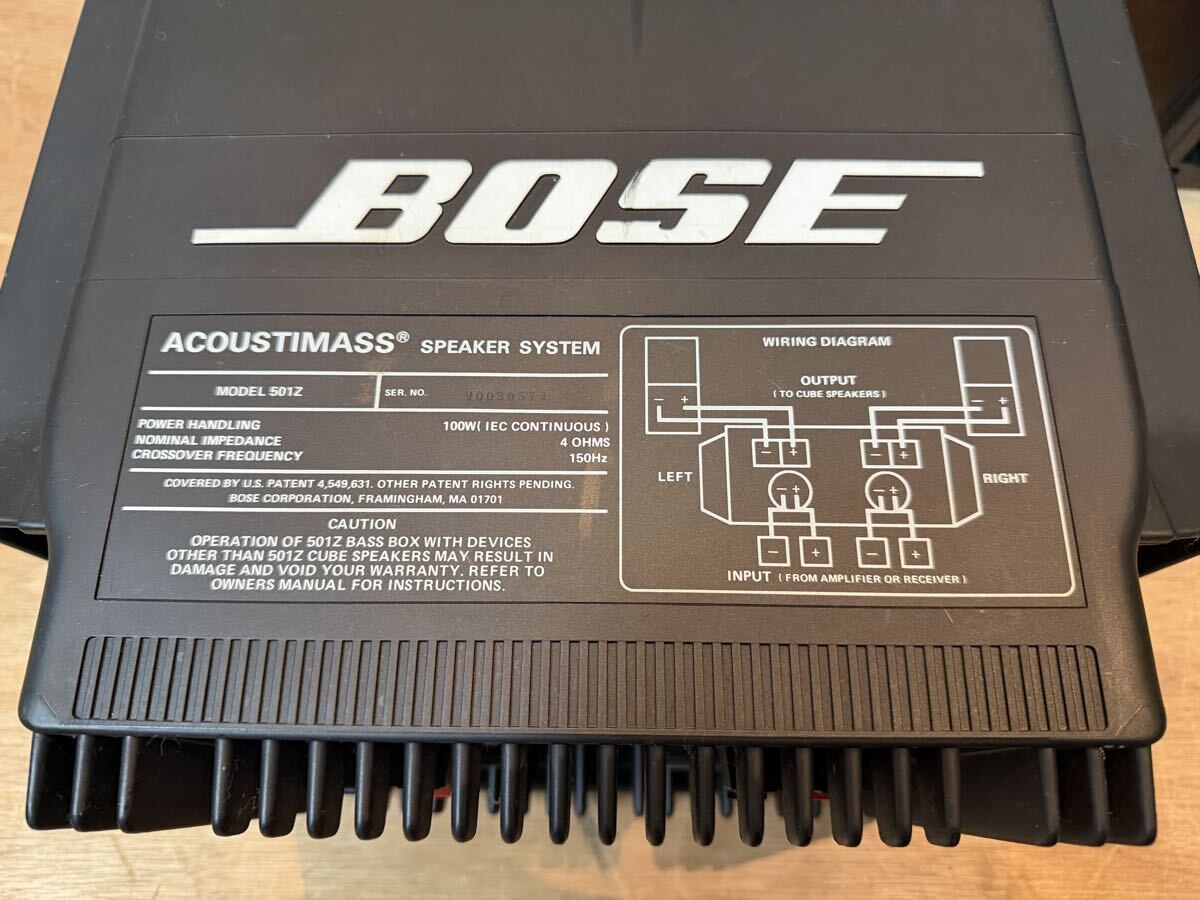 BOSE
ACOUSTIMASS® SPEAKER SYSTEM
MODEL 501Z SER. NO.
POWER HANDLING 100W( IEC CONTINUOUS )
NOMINAL IMPEDANCE 4 OHMS
CROSSOVER FREQUENCY 150Hz
COVERED BY U.S. PATENT 4,549,631. OTHER PATENT RIGHTS PENDING.
BOSE CORPORATION, FRAMINGHAM, MA 01701
CAUTION
OPERATION OF 501Z BASS BOX WITH DEVICES
OTHER THAN 501Z CUBE SPEAKERS MAY RESULT IN
DAMAGE AND VOID YOUR WARRANTY. REFER TO
OWNERS MANUAL FOR INSTRUCTIONS.
WIRING DIAGRAM
OUTPUT
( TO CUBE SPEAKERS )
− + − +
− + − +
LEFT − + − + RIGHT
− + − +
INPUT ( FROM AMPLIFIER OR RECEIVER )